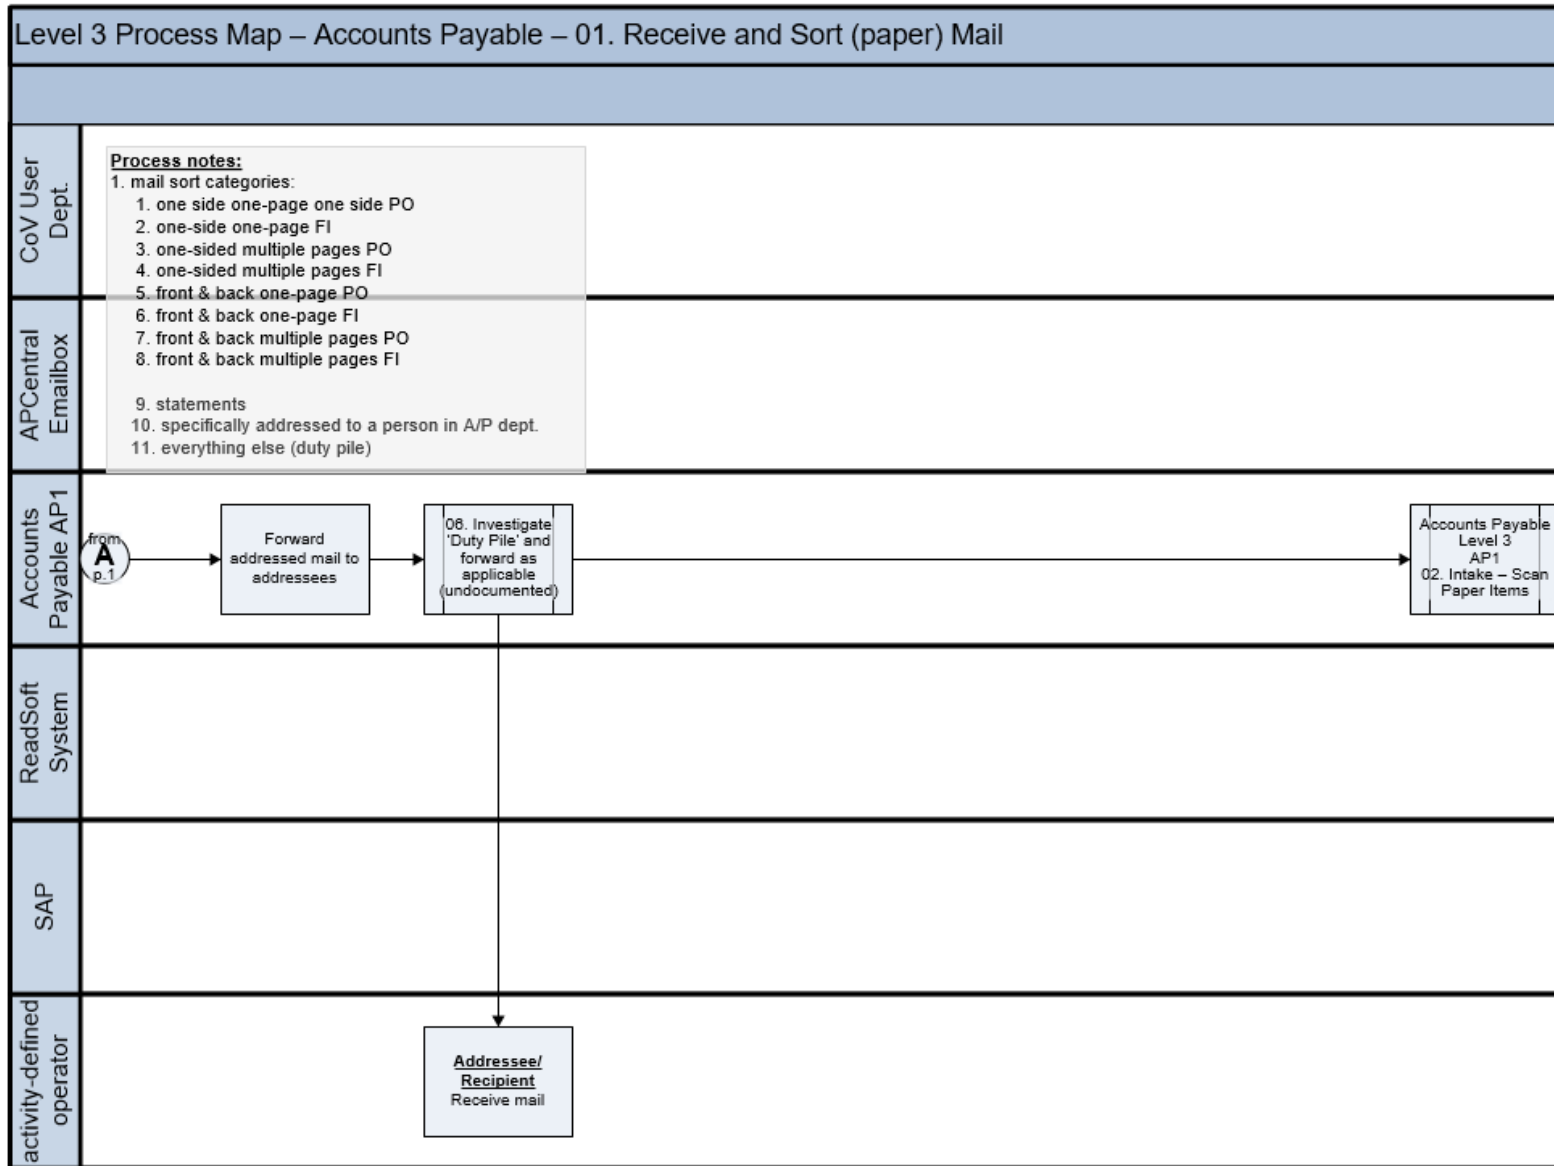 Level 3 Process Map – Accounts Payable – 01. Receive and Sort (paper) Mail
CoV User
Dept.
Process notes:
1. mail sort categories:
1. one side one-page one side PO
2. one-side one-page FI
3. one-sided multiple pages PO
4. one-sided multiple pages FI
5. front & back one-page PO
6. front & back one-page FI
7. front & back multiple pages PO
8. front & back multiple pages FI
9. statements
10. specifically addressed to a person in A/P dept.
11. everything else (duty pile)
APCentral
Emailbox
Accounts
Payable AP1
from
A
p.1
Forward
addressed mail to
addressees
06. Investigate
'Duty Pile' and
forward as
applicable
(undocumented)
Accounts Payable
Level 3
AP1
02. Intake – Scan
Paper Items
ReadSoft
System
SAP
activity-defined
operator
Addressee/
Recipient
Receive mail